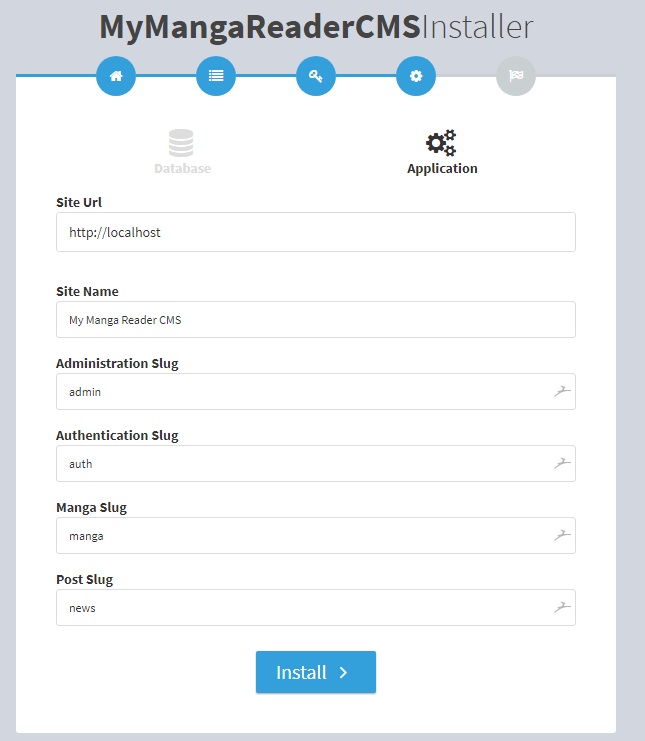 MyMangaReaderCMSInstaller
Database Application
Site Url
http://localhost
Site Name
My Manga Reader CMS
Administration Slug
admin
Authentication Slug
auth
Manga Slug
manga
Post Slug
news
Install